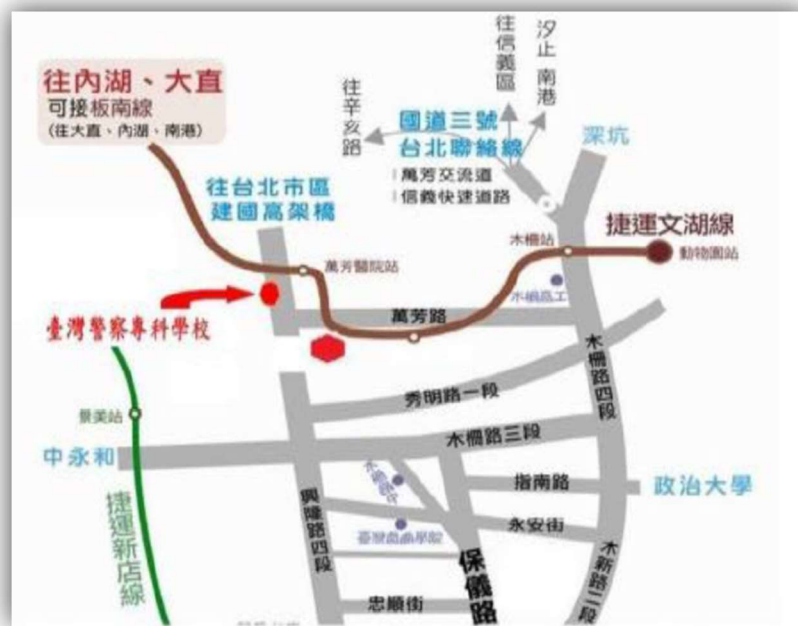 往內湖、大直
可接板南線
(往大直、內湖、南港)
往辛亥路
往信義區
汐止 南港
國道三號
台北聯絡線
萬芳交流道
信義快速道路
深坑
往台北市區
建國高架橋
捷運文湖線
動物園站
木柵站
萬芳醫院站
木柵高工
臺灣警察專科學校
萬芳路
木柵路四段
景美站
秀明路一段
中永和
木柵路三段
指南路
政治大學
捷運新店線
興隆路四段
永安街
保儀路
木新路二段
忠順街